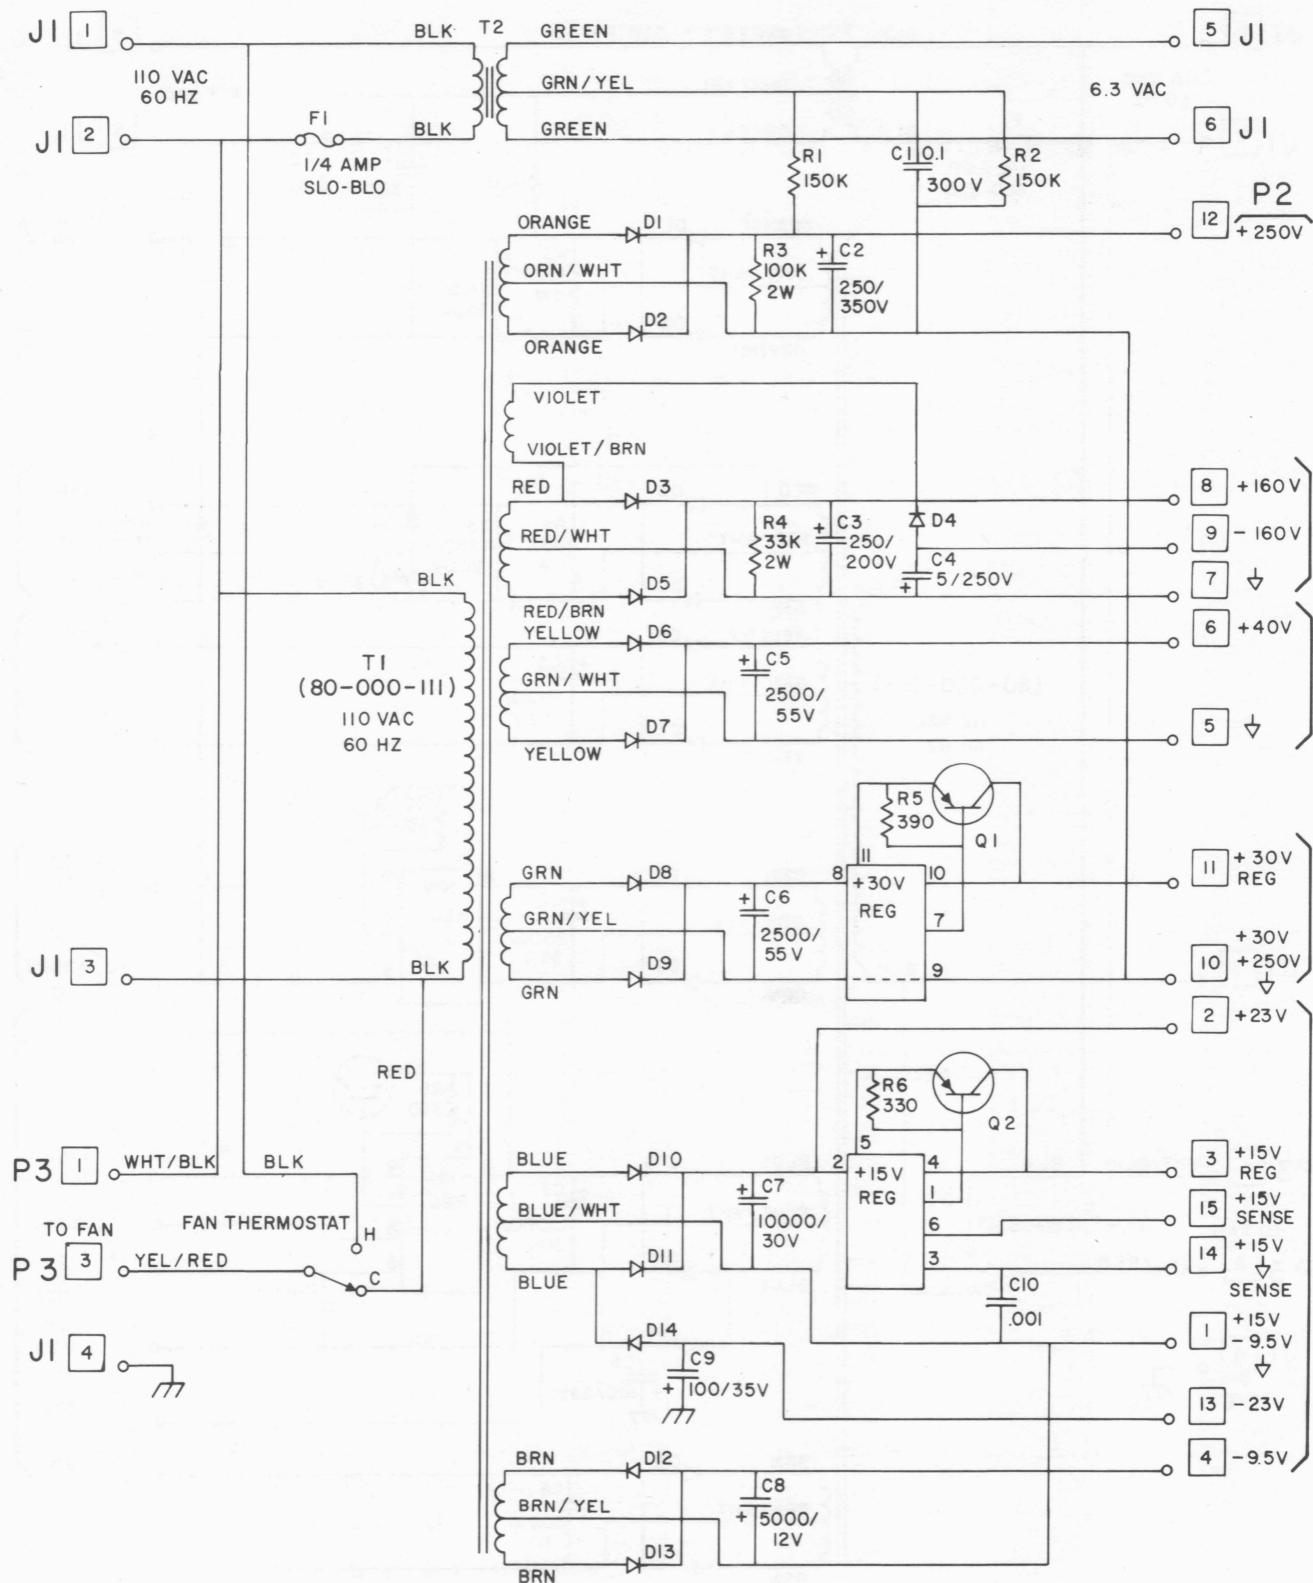 J1 1
BLK
T2
GREEN
5 J1
110 VAC
60 HZ
GRN/YEL
6.3 VAC
J1 2
F1
BLK
GREEN
6 J1
1/4 AMP
SLO-BLO
R1
150K
C1 0.1
300V
R2
150K
P2
12 +250V
ORANGE
D1
ORN/WHT
R3
100K
2W
+ C2
250/
350V
D2
ORANGE
VIOLET
VIOLET/BRN
RED
D3
8 +160V
RED/WHT
R4
33K
2W
+ C3
250/
200V
D4
9 -160V
C4
5/250V
+
7
BLK
D5
RED/BRN
YELLOW
D6
6 +40V
T1
(80-000-111)
110 VAC
60 HZ
GRN/WHT
+ C5
2500/
55V
D7
YELLOW
5
R5
390
Q1
11
GRN
D8
8
+30V
REG
10
11 +30V
REG
GRN/YEL
+ C6
2500/
55V
7
J1 3
BLK
D9
GRN
9
10
+30V
+250V
2 +23V
RED
R6
330
Q2
5
P3 1
WHT/BLK
BLK
BLUE
D10
2
+15V
REG
4
3 +15V
REG
BLUE/WHT
+ C7
10000/
30V
1
6
15 +15V
SENSE
FAN THERMOSTAT
H
TO FAN
P3 3
YEL/RED
C
D11
BLUE
3
14 +15V
SENSE
C10
.001
D14
1 +15V
-9.5V
J1 4
C9
+ 100/35V
13 -23V
BRN
D12
4 -9.5V
BRN/YEL
C8
+ 5000/
12V
D13
BRN